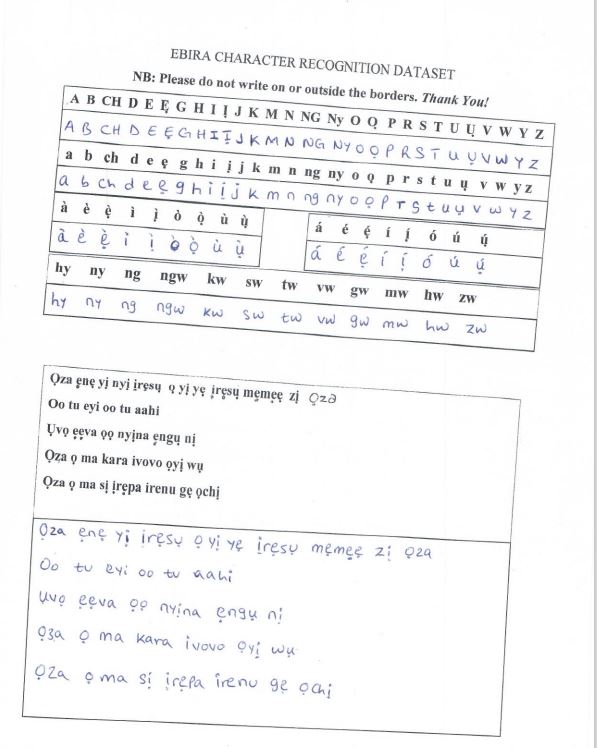 EBIRA CHARACTER RECOGNITION DATASET
NB: Please do not write on or outside the borders. Thank You!
A B CH D E Ẹ G H I Ị J K M N NG Ny O Ọ P R S T U Ụ V W Y Z
A B CH D E Ẹ G H I Ị J K M N NG NY O Ọ P R S T U Ụ V W Y Z
a b ch d e ẹ g h i ị j k m n ng ny o ọ p r s t u ụ v w y z
a b ch d e ẹ g h i ị j k m n ng ny o ọ p r s t u ụ v w y z
à è ẹ̀ ì ị̀ ò ọ̀ ù ụ̀
à è ẹ̀ ì ị̀ ò ọ̀ ù ụ̀
á é ẹ́ í ị́ ó ú ụ́
á é ẹ́ í ị́ ó ú ụ́
hy ny ng ngw kw sw tw vw gw mw hw zw
hy ny ng ngw kw sw tw vw gw mw hw zw
Ọza ẹnẹ yị nyị ịrẹsụ ọ yị yẹ ịrẹsụ mẹmẹẹ zị Ọza
Oo tu eyi oo tu aahi
Ụvọ ẹẹva ọọ nyịna ẹngụ nị
Ọza ọ ma kara ivovo ọyị wụ
Ọza ọ ma sị ịrẹpa irenu gẹ ọchị
Ọza ẹnẹ yị irẹsụ ọ yị yẹ ịrẹsụ mẹmẹẹ zị ọza
Oo tu eyi oo tu aahi
Ụvọ ẹẹva ọọ nyịna ẹngụ nị
Ọza ọ ma kara ivovo ọyị wụ
Ọza ọ ma sị ịrẹpa irenu gẹ ọchị